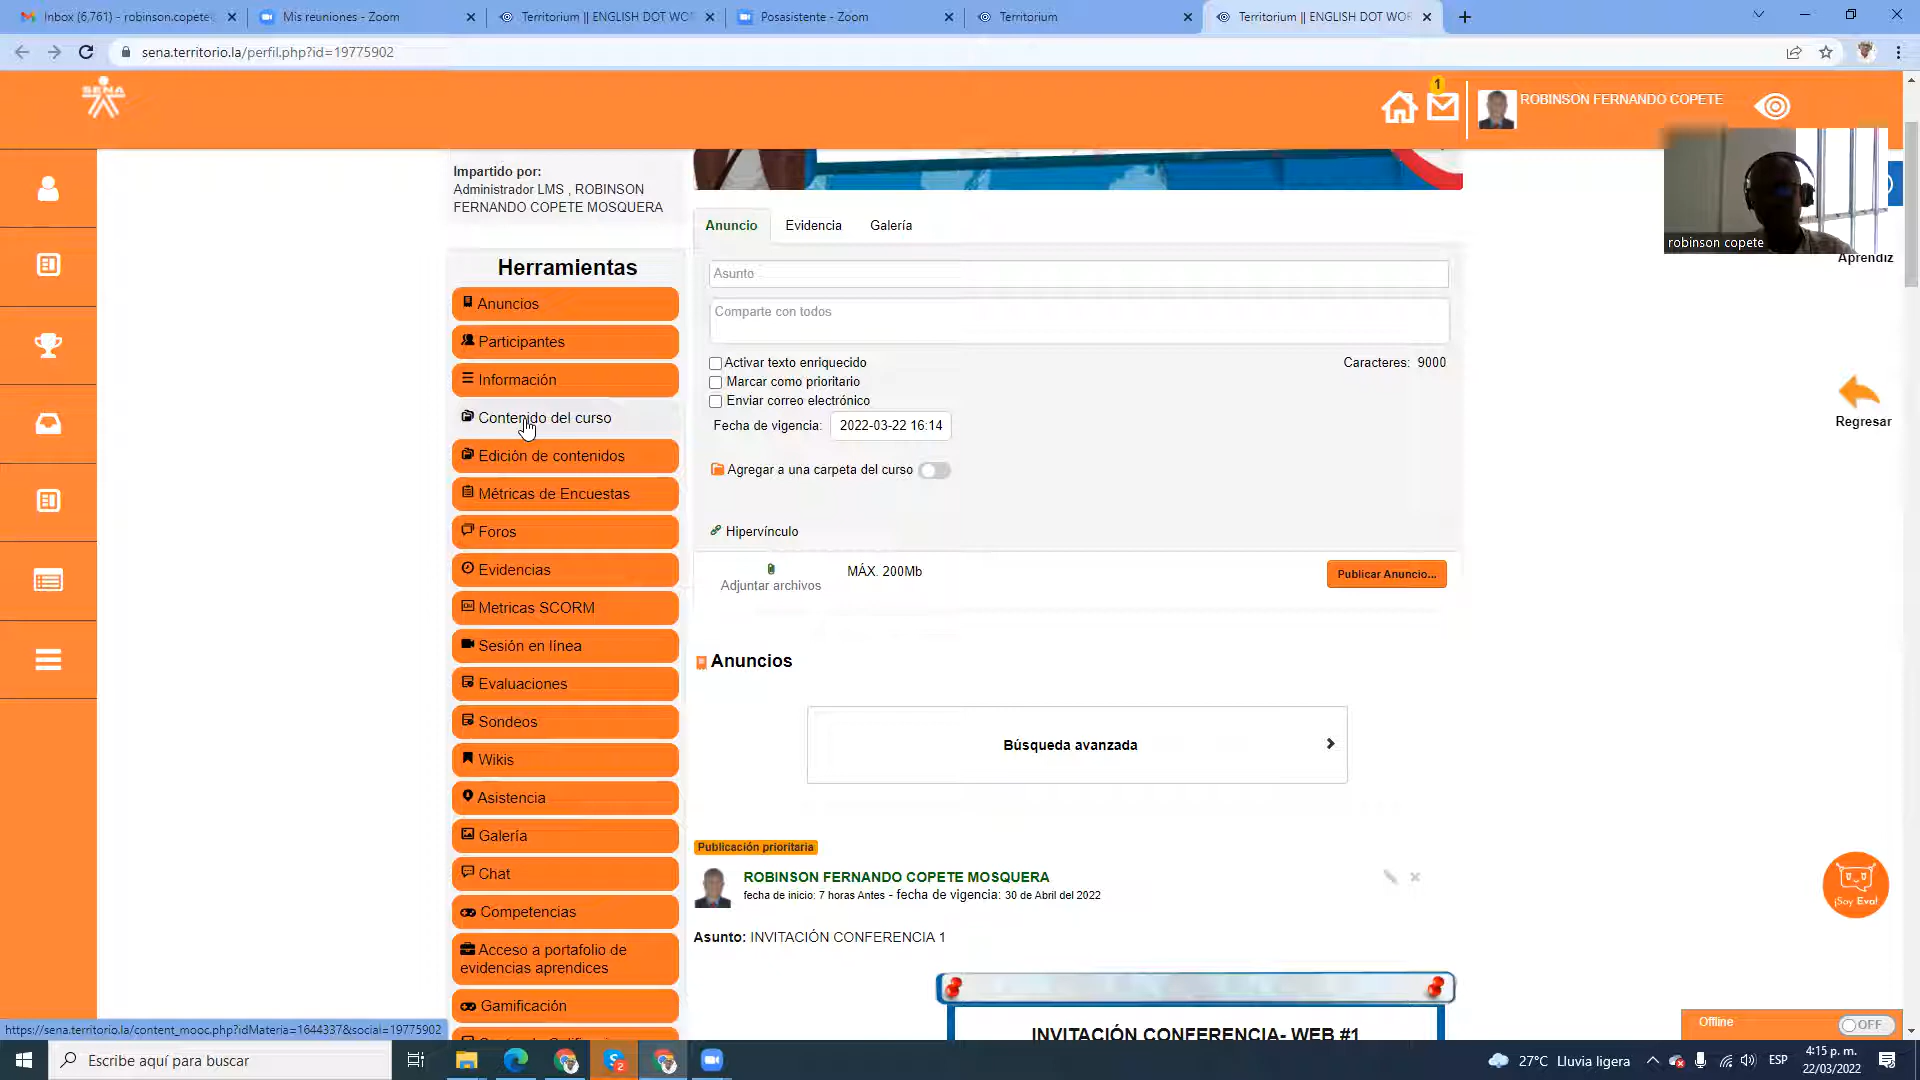 Inbox (6,761) - robinson.copete
Mis reuniones - Zoom
Territorium || ENGLISH DOT WO
Posasistente - Zoom
Territorium
Territorium || ENGLISH DOT WOR
sena.territorio.la/perfil.php?id=19775902
SENA
1
ROBINSON FERNANDO COPETE
robinson copete
Aprendiz
Regresar
Impartido por:
Administrador LMS , ROBINSON
FERNANDO COPETE MOSQUERA
Herramientas
Anuncios
Participantes
Información
Contenido del curso
Edición de contenidos
Métricas de Encuestas
Foros
Evidencias
Metricas SCORM
Sesión en línea
Evaluaciones
Sondeos
Wikis
Asistencia
Galería
Chat
Competencias
Acceso a portafolio de
evidencias aprendices
Gamificación
Anuncio Evidencia Galería
Asunto
Comparte con todos
Activar texto enriquecido
Caracteres: 9000
Marcar como prioritario
Enviar correo electrónico
Fecha de vigencia: 2022-03-22 16:14
Agregar a una carpeta del curso
Hipervínculo
Adjuntar archivos
MÁX. 200Mb
Publicar Anuncio...
Anuncios
Búsqueda avanzada
Publicación prioritaria
ROBINSON FERNANDO COPETE MOSQUERA
fecha de inicio: 7 horas Antes - fecha de vigencia: 30 de Abril del 2022
Asunto: INVITACIÓN CONFERENCIA 1
INVITACIÓN CONFERENCIA- WEB #1
¡Soy Evo!
Offline
OFF
https://sena.territorio.la/content_mooc.php?idMateria=1644337&social=19775902
Escribe aquí para buscar
2
27°C Lluvia ligera
ESP
4:15 p. m.
22/03/2022